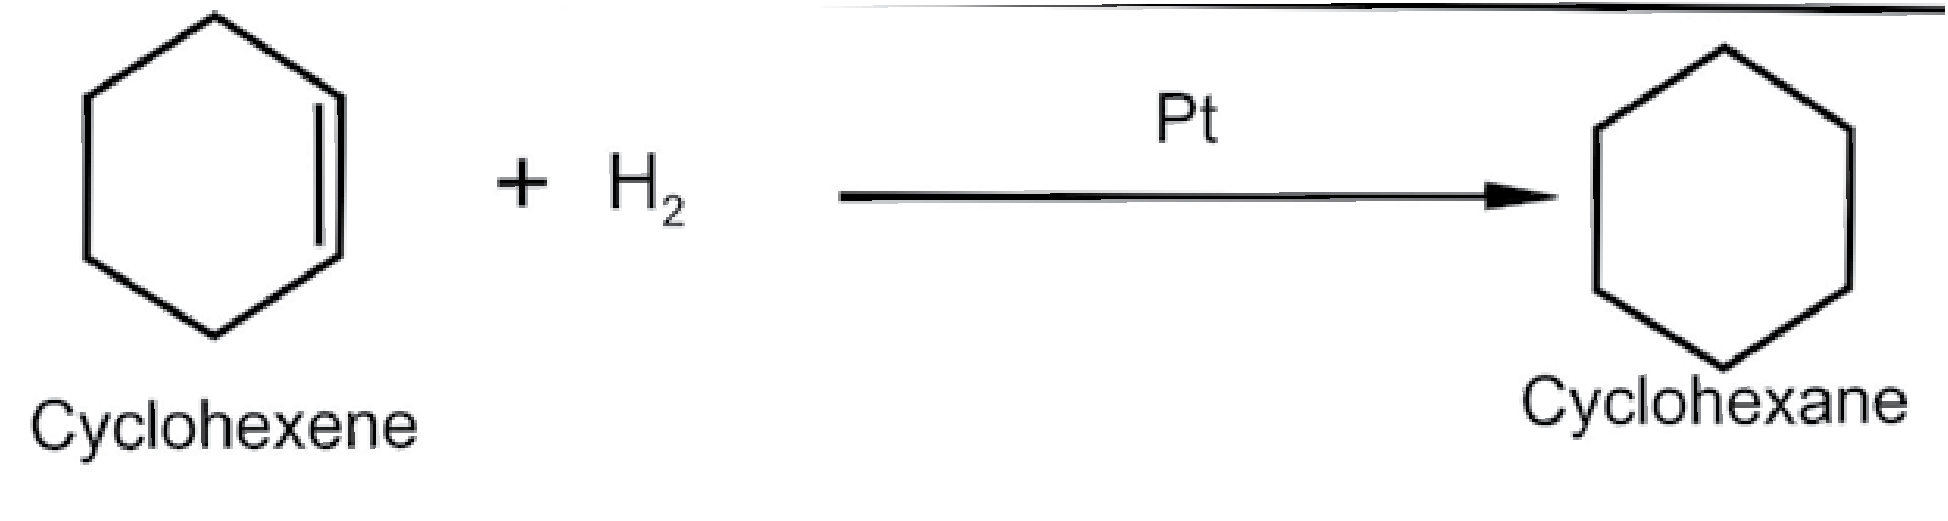 Pt
+ H₂
Cyclohexene
Cyclohexane